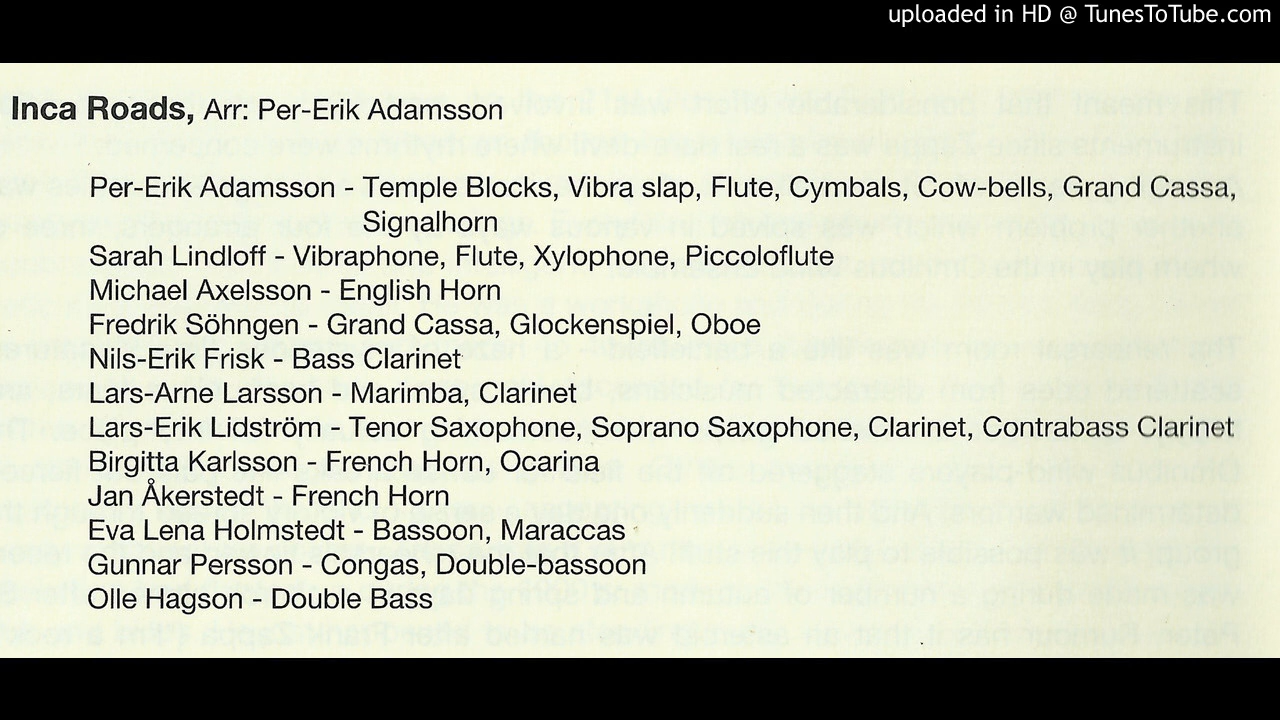 uploaded in HD @ TunesToTube.com
Inca Roads, Arr: Per-Erik Adamsson
Per-Erik Adamsson - Temple Blocks, Vibra slap, Flute, Cymbals, Cow-bells, Grand Cassa,
Signalhorn
Sarah Lindloff - Vibraphone, Flute, Xylophone, Piccoloflute
Michael Axelsson - English Horn
Fredrik Söhngen - Grand Cassa, Glockenspiel, Oboe
Nils-Erik Frisk - Bass Clarinet
Lars-Arne Larsson - Marimba, Clarinet
Lars-Erik Lidström - Tenor Saxophone, Soprano Saxophone, Clarinet, Contrabass Clarinet
Birgitta Karlsson - French Horn, Ocarina
Jan Åkerstedt - French Horn
Eva Lena Holmstedt - Bassoon, Maraccas
Gunnar Persson - Congas, Double-bassoon
Olle Hagson - Double Bass